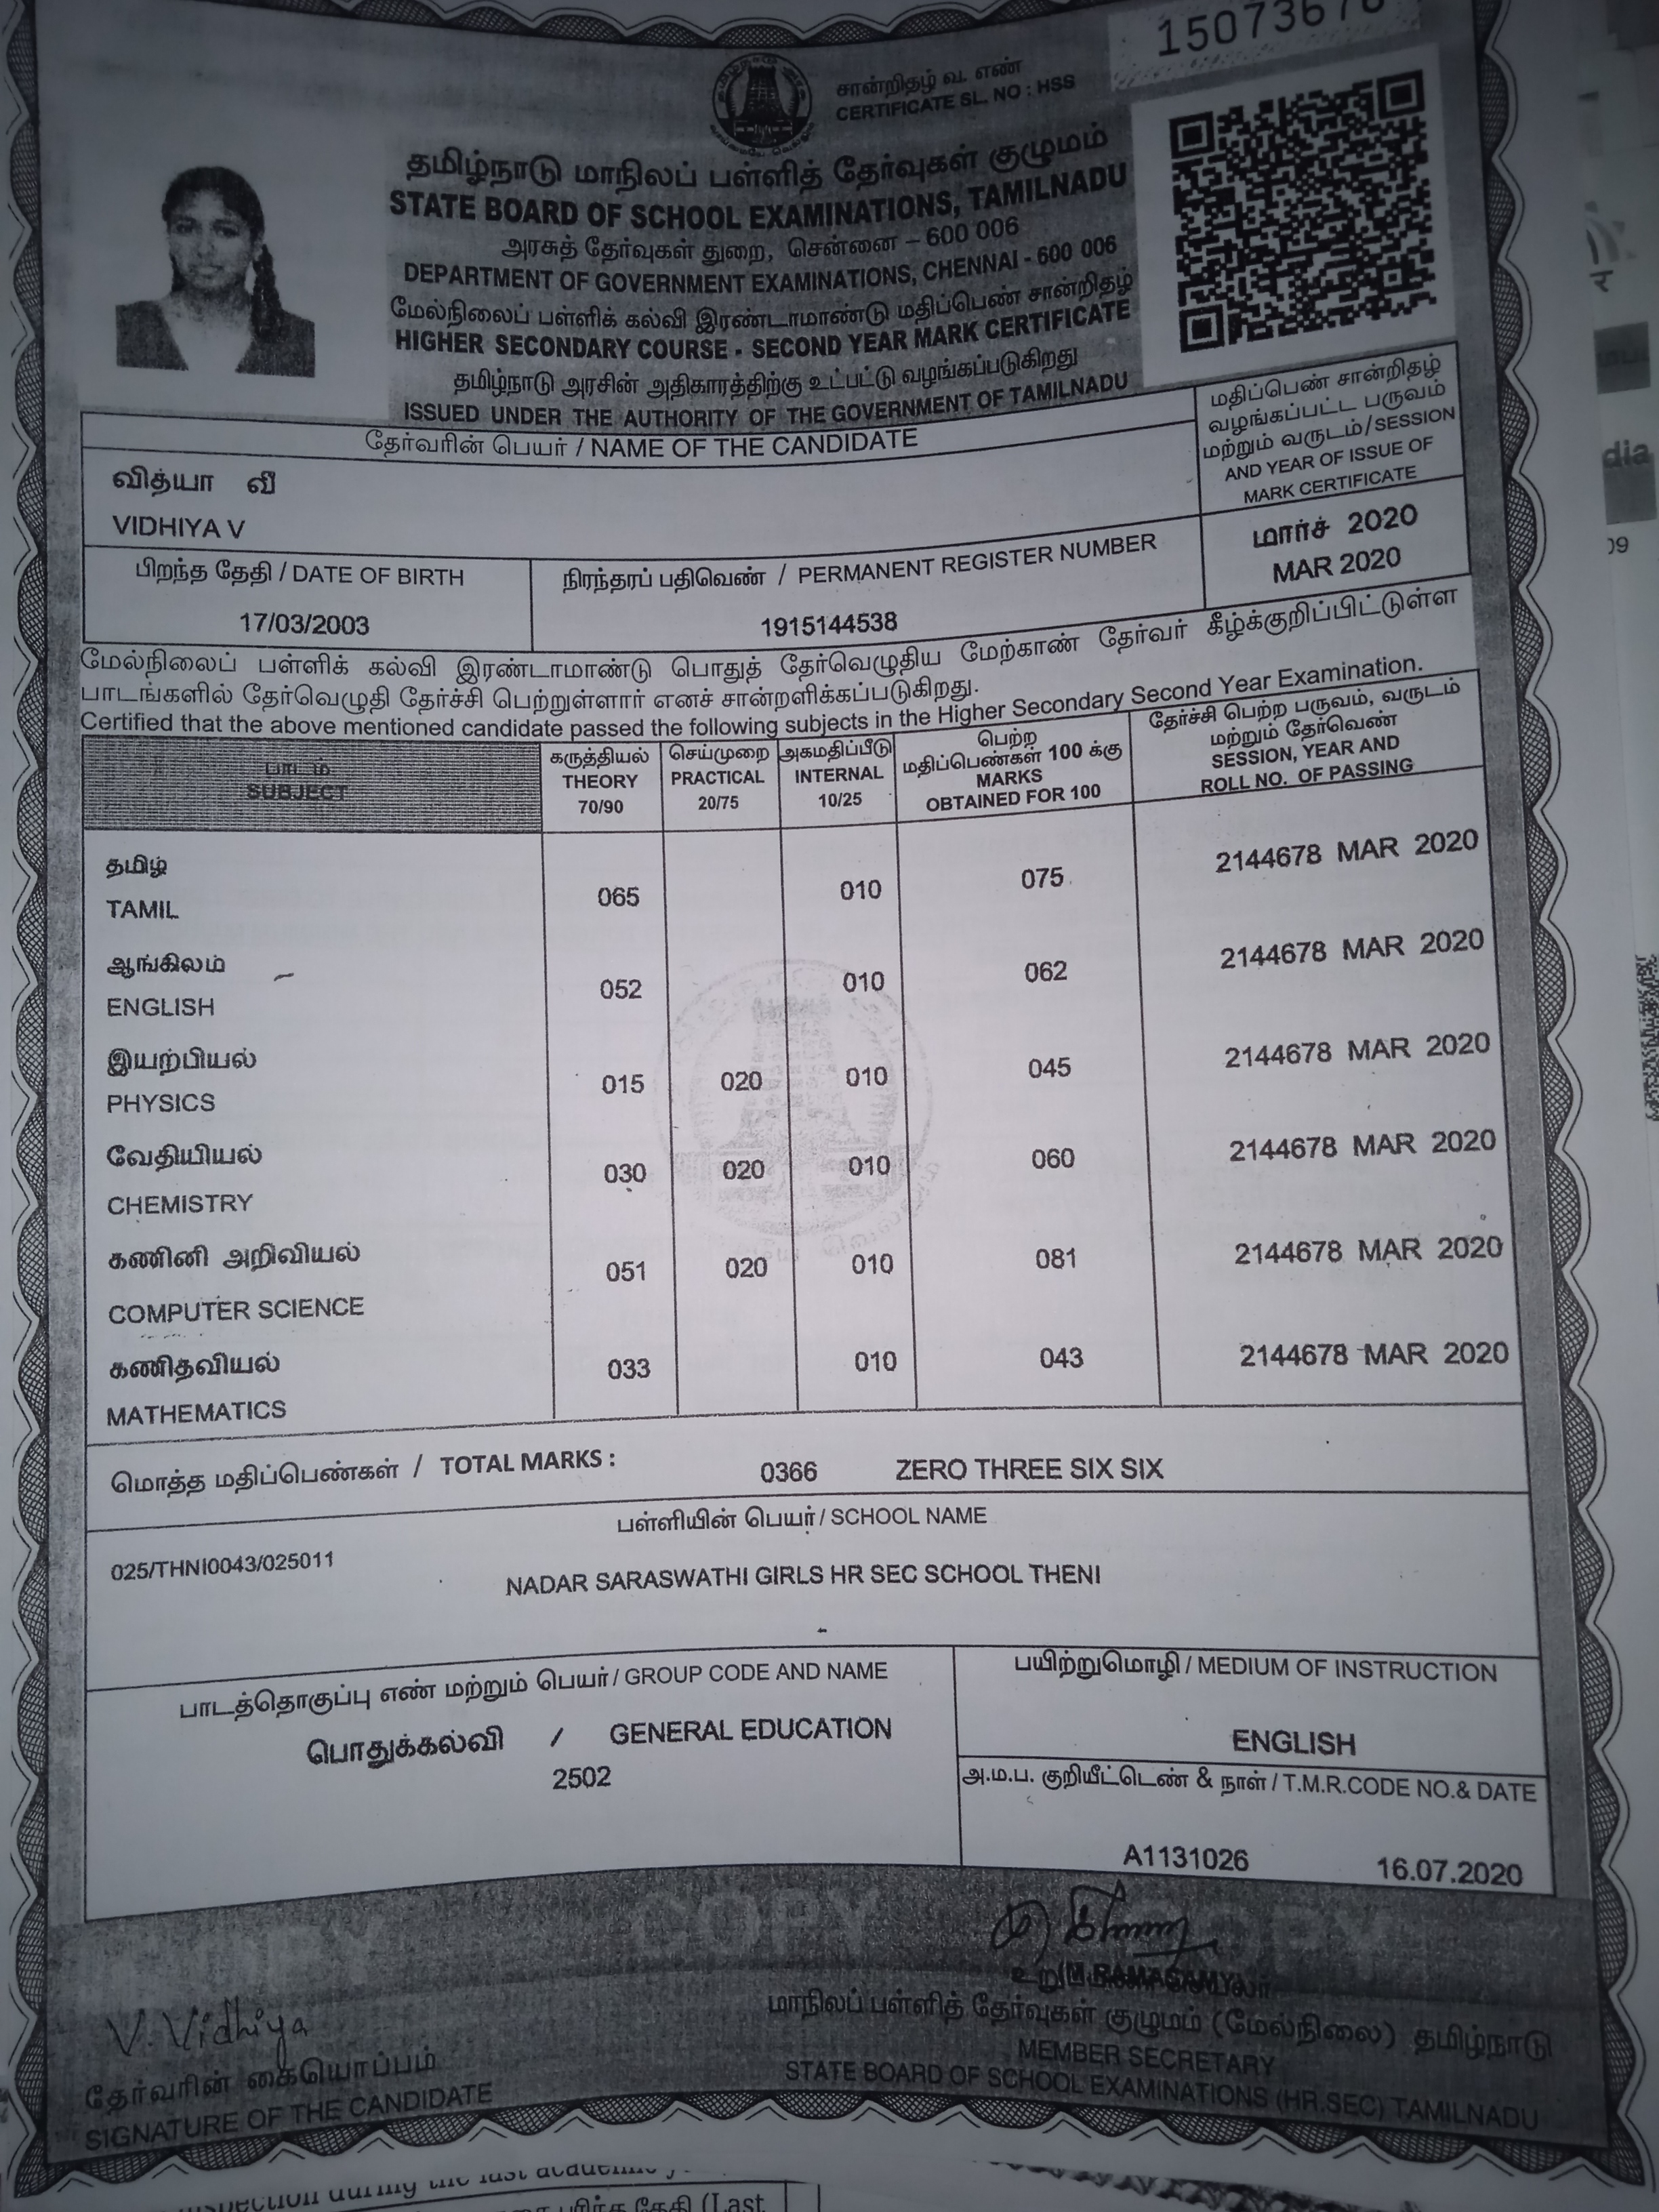 சான்றிதழ் வ. எண்
CERTIFICATE SL. NO : HSS
தமிழ்நாடு மாநிலப் பள்ளித் தேர்வுகள் குழுமம்
STATE BOARD OF SCHOOL EXAMINATIONS, TAMILNADU
அரசுத் தேர்வுகள் துறை, சென்னை – 600 006
DEPARTMENT OF GOVERNMENT EXAMINATIONS, CHENNAI - 600 006
மேல்நிலைப் பள்ளிக் கல்வி இரண்டாமாண்டு மதிப்பெண் சான்றிதழ்
HIGHER SECONDARY COURSE - SECOND YEAR MARK CERTIFICATE
தமிழ்நாடு அரசின் அதிகாரத்திற்கு உட்பட்டு வழங்கப்படுகிறது
ISSUED UNDER THE AUTHORITY OF THE GOVERNMENT OF TAMILNADU
தேர்வரின் பெயர் / NAME OF THE CANDIDATE
வித்யா வீ
VIDHIYA V
மதிப்பெண் சான்றிதழ்
வழங்கப்பட்ட பருவம்
மற்றும் வருடம்/SESSION
AND YEAR OF ISSUE OF
MARK CERTIFICATE
மார்ச் 2020
MAR 2020
பிறந்த தேதி / DATE OF BIRTH
17/03/2003
நிரந்தரப் பதிவெண் / PERMANENT REGISTER NUMBER
1915144538
மேல்நிலைப் பள்ளிக் கல்வி இரண்டாமாண்டு பொதுத் தேர்வெழுதிய மேற்காண் தேர்வர் கீழ்க்குறிப்பிட்டுள்ள
பாடங்களில் தேர்வெழுதி தேர்ச்சி பெற்றுள்ளார் எனச் சான்றளிக்கப்படுகிறது.
Certified that the above mentioned candidate passed the following subjects in the Higher Secondary Second Year Examination.
பாடம்
SUBJECT
கருத்தியல்
THEORY
70/90
செய்முறை
PRACTICAL
20/75
அகமதிப்பீடு
INTERNAL
10/25
பெற்ற
மதிப்பெண்கள் 100 க்கு
MARKS
OBTAINED FOR 100
தேர்ச்சி பெற்ற பருவம், வருடம்
மற்றும் தேர்வெண்
SESSION, YEAR AND
ROLL NO. OF PASSING
தமிழ்
TAMIL 065 010 075 2144678 MAR 2020
ஆங்கிலம்
ENGLISH 052 010 062 2144678 MAR 2020
இயற்பியல்
PHYSICS 015 020 010 045 2144678 MAR 2020
வேதியியல்
CHEMISTRY 030 020 010 060 2144678 MAR 2020
கணினி அறிவியல்
COMPUTER SCIENCE 051 020 010 081 2144678 MAR 2020
கணிதவியல்
MATHEMATICS 033 010 043 2144678 MAR 2020
மொத்த மதிப்பெண்கள் / TOTAL MARKS : 0366 ZERO THREE SIX SIX
பள்ளியின் பெயர் / SCHOOL NAME
025/THNI0043/025011
NADAR SARASWATHI GIRLS HR SEC SCHOOL THENI
பாடத்தொகுப்பு எண் மற்றும் பெயர் / GROUP CODE AND NAME
பொதுக்கல்வி / GENERAL EDUCATION
2502
பயிற்றுமொழி / MEDIUM OF INSTRUCTION
ENGLISH
அ.ம.ப. குறியீட்டெண் & நாள் / T.M.R.CODE NO.& DATE
A1131026 16.07.2020
COPY COPY COPY
V. Vidhiya
தேர்வரின் கையொப்பம்
SIGNATURE OF THE CANDIDATE
மாநிலப் பள்ளித் தேர்வுகள் குழுமம் (மேல்நிலை) தமிழ்நாடு
MEMBER SECRETARY
STATE BOARD OF SCHOOL EXAMINATIONS (HR.SEC) TAMILNADU
during the last academic
(Last